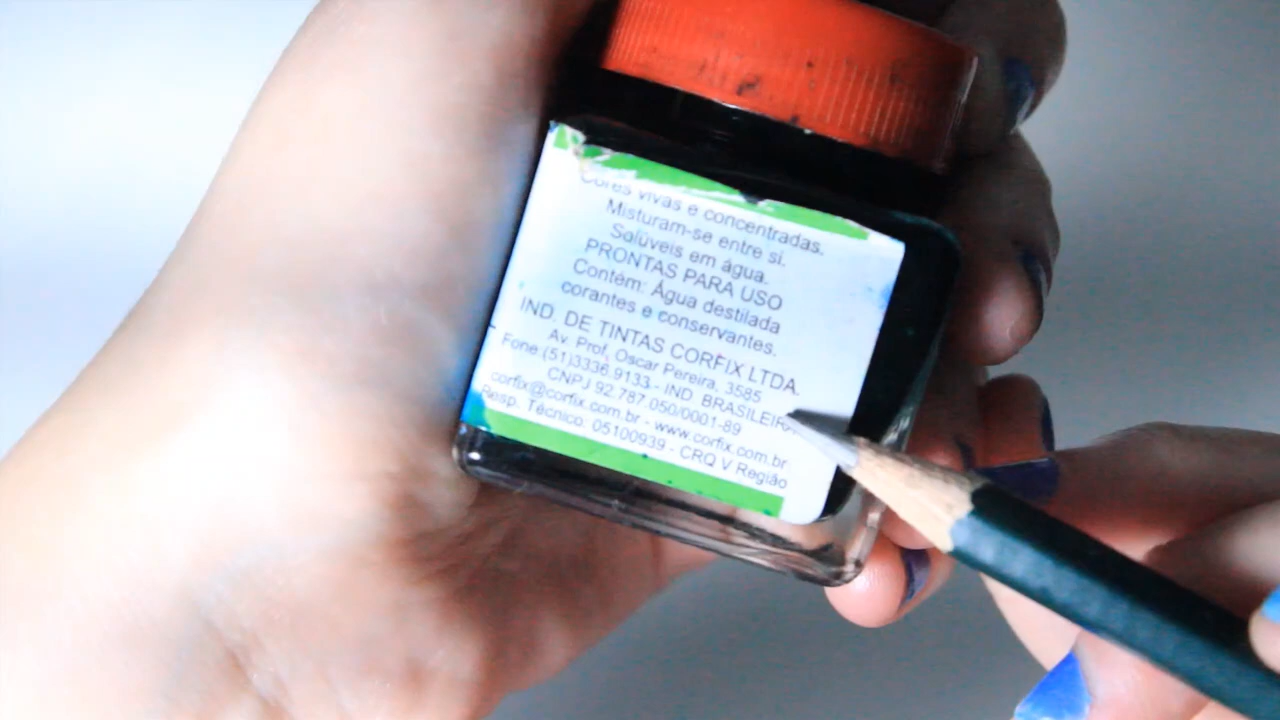 Cores vivas e concentradas.
Misturam-se entre si.
Solúveis em água.
PRONTAS PARA USO
Contém: Água destilada
corantes e conservantes.
IND. DE TINTAS CORFIX LTDA.
Av. Prof. Oscar Pereira, 3585
Fone:(51)3336.9133 - IND. BRASILEIRA
CNPJ 92.787.050/0001-89
corfix@corfix.com.br - www.corfix.com.br
Resp. Técnico. 05100939 - CRQ V Região